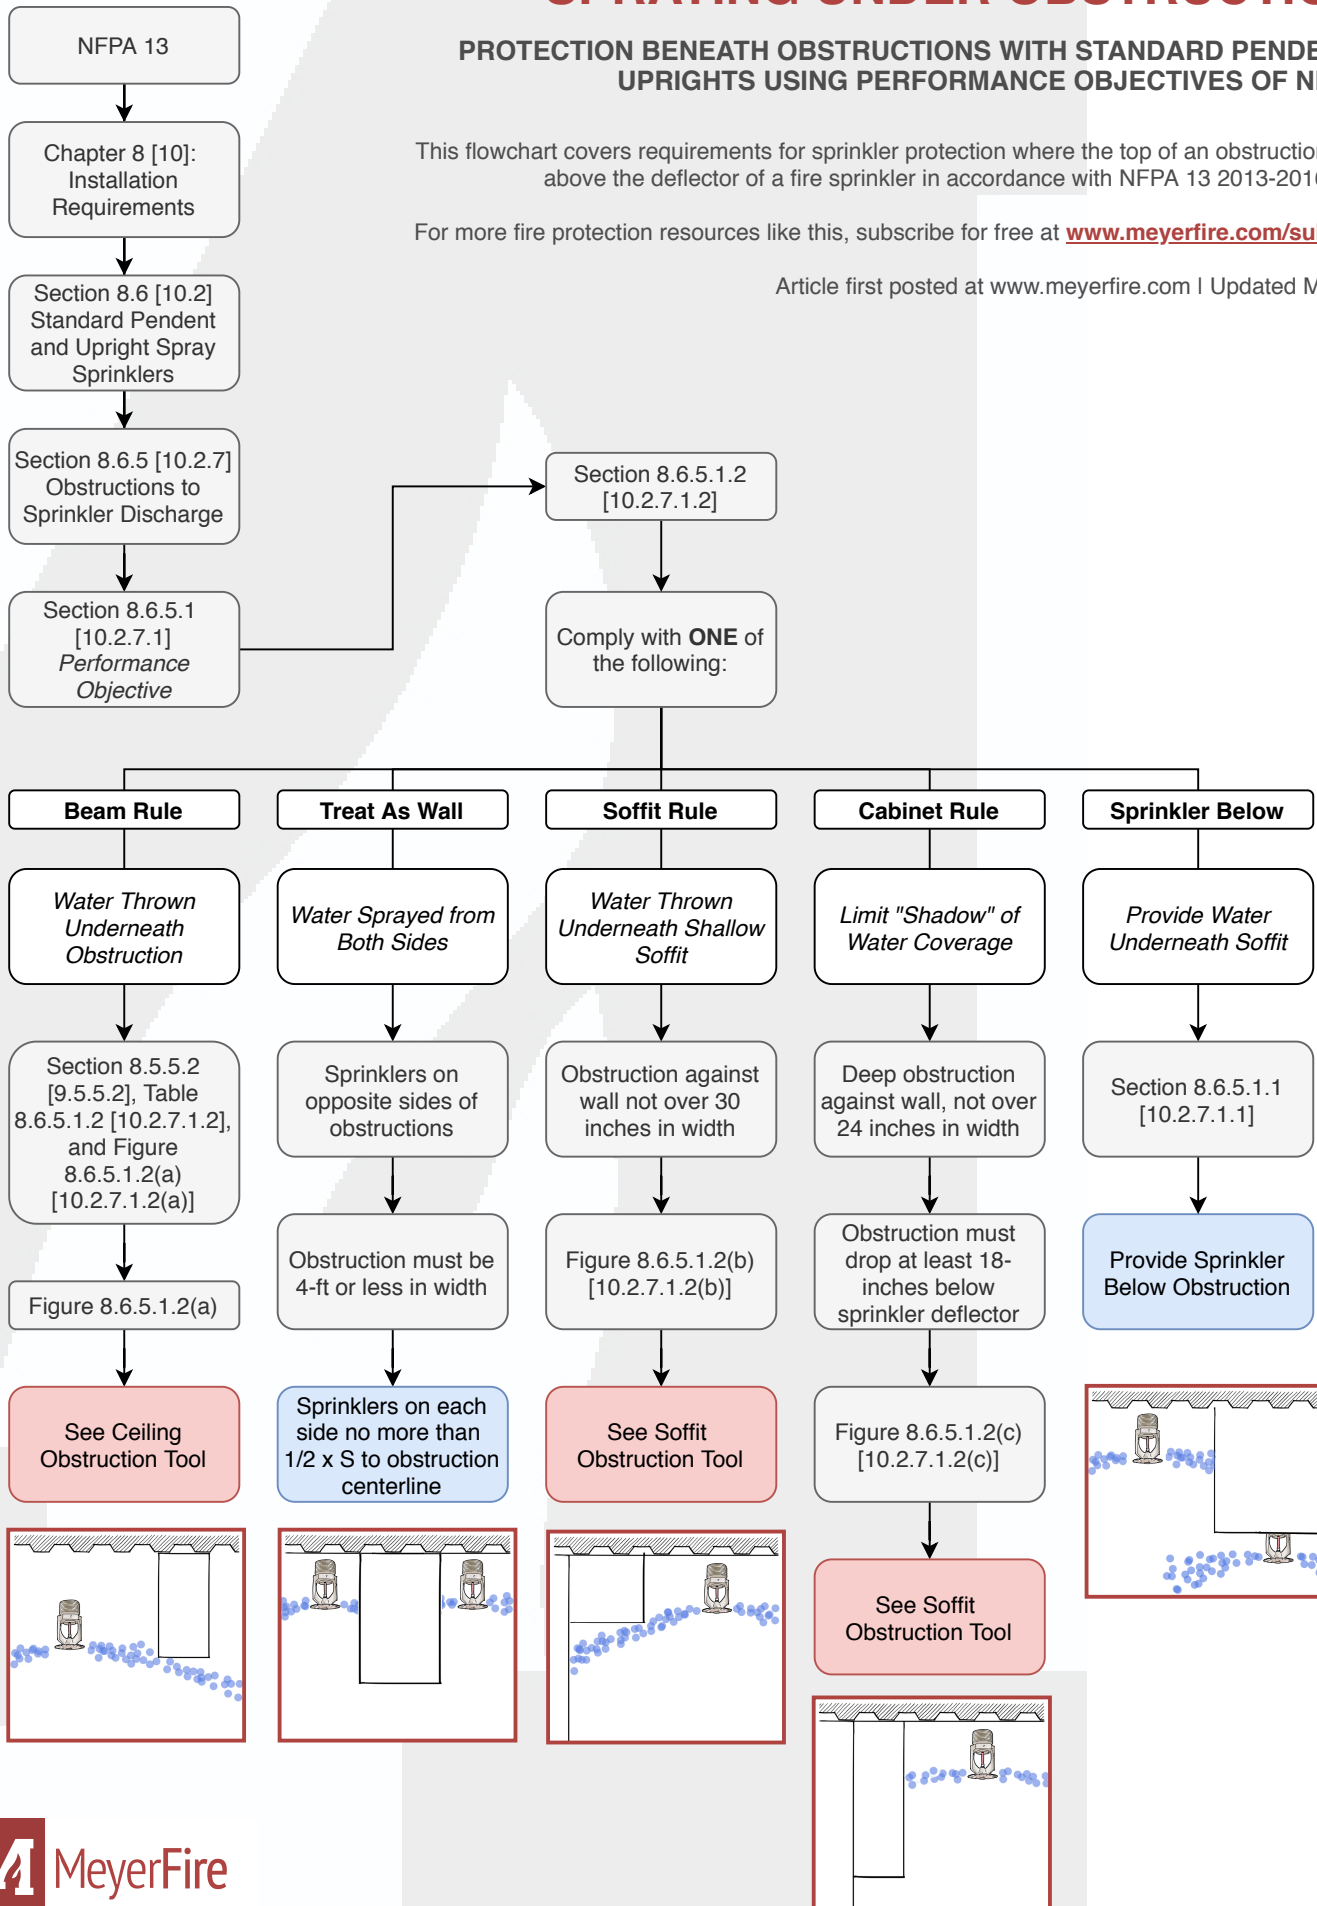 NFPA 13
PROTECTION BENEATH OBSTRUCTIONS WITH STANDARD
UPRIGHTS USING PERFORMANCE OBJECTIVES OF
This flowchart covers requirements for sprinkler protection where the top of an
above the deflector of a fire sprinkler in accordance with NFPA 13
For more fire protection resources like this, subscribe for free at www.meyerfire.com/su
Article first posted at www.meyerfire.com | Updated
Chapter 8 [10]:
Installation
Requirements
Section 8.6 [10.2]
Standard Pendent
and Upright Spray
Sprinklers
Section 8.6.5 [10.2.7]
Obstructions to
Sprinkler Discharge
Section 8.6.5.1
[10.2.7.1]
Performance
Objective
Section 8.6.5.1.2
[10.2.7.1.2]
Comply with ONE of
the following:
Beam Rule
Water Thrown
Underneath
Obstruction
Section 8.5.5.2
[9.5.5.2], Table
8.6.5.1.2 [10.2.7.1.2],
and Figure
8.6.5.1.2(a)
[10.2.7.1.2(a)]
Figure 8.6.5.1.2(a)
See Ceiling
Obstruction Tool
Treat As Wall
Water Sprayed from
Both Sides
Sprinklers on
opposite sides of
obstructions
Obstruction must be
4-ft or less in width
Sprinklers on each
side no more than
1/2 x S to obstruction
centerline
Soffit Rule
Water Thrown
Underneath Shallow
Soffit
Obstruction against
wall not over 30
inches in width
Figure 8.6.5.1.2(b)
[10.2.7.1.2(b)]
See Soffit
Obstruction Tool
Cabinet Rule
Limit "Shadow" of
Water Coverage
Deep obstruction
against wall, not over
24 inches in width
Obstruction must
drop at least 18-
inches below
sprinkler deflector
Figure 8.6.5.1.2(c)
[10.2.7.1.2(c)]
See Soffit
Obstruction Tool
Sprinkler Below
Provide Water
Underneath Soffit
Section 8.6.5.1.1
[10.2.7.1.1]
Provide Sprinkler
Below Obstruction
MeyerFire